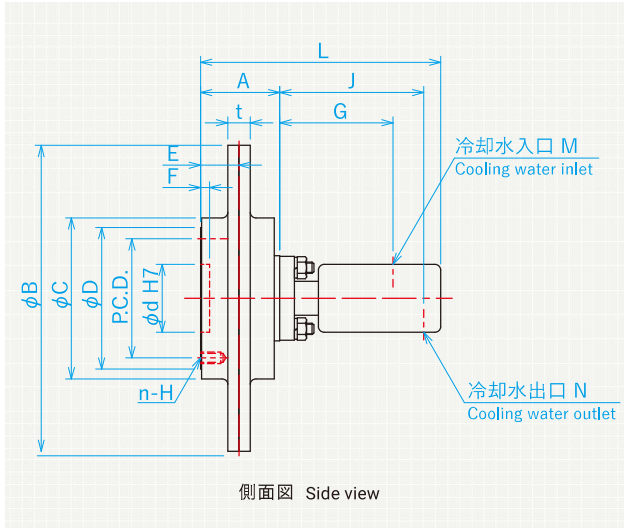 L
A
J
t
G
E
F
冷却水入口 M
Cooling water inlet
φB
φC
φD
P.C.D.
φd H7
n-H
冷却水出口 N
Cooling water outlet
側面図 Side view